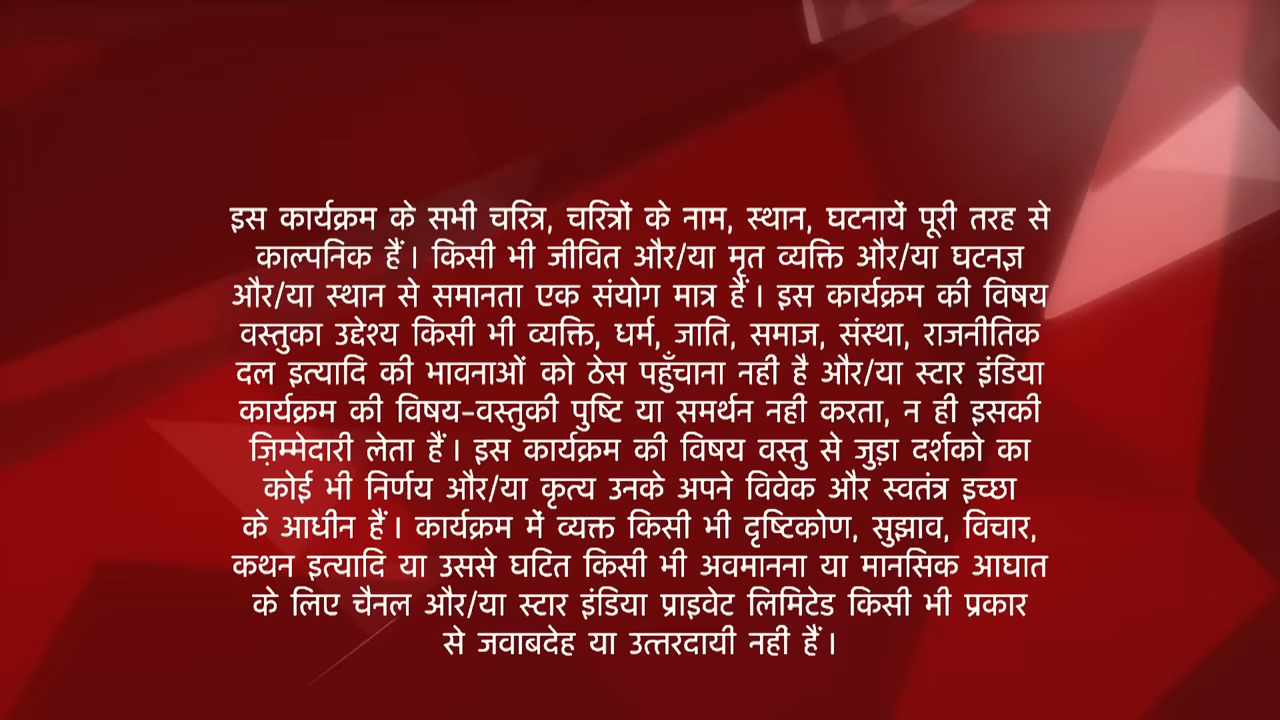 इस कार्यक्रम के सभी चरित्र, चरित्रों के नाम, स्थान, घटनायें पूरी तरह से
काल्पनिक हैं। किसी भी जीवित और/या मृत व्यक्ति और/या घटनज्ञ
और/या स्थान से समानता एक संयोग मात्र हैं। इस कार्यक्रम की विषय
वस्तुका उद्देश्य किसी भी व्यक्ति, धर्म, जाति, समाज, संस्था, राजनीतिक
दल इत्यादि की भावनाओं को ठेस पहुँचाना नही है और/या स्टार इंडिया
कार्यक्रम की विषय-वस्तुकी पुष्टि या समर्थन नही करता, न ही इसकी
ज़िम्मेदारी लेता हैं। इस कार्यक्रम की विषय वस्तु से जुड़ा दर्शको का
कोई भी निर्णय और/या कृत्य उनके अपने विवेक और स्वतंत्र इच्छा
के आधीन हैं। कार्यक्रम में व्यक्त किसी भी दृष्टिकोण, सुझाव, विचार,
कथन इत्यादि या उससे घटित किसी भी अवमानना या मानसिक आघात
के लिए चैनल और/या स्टार इंडिया प्राइवेट लिमिटेड किसी भी प्रकार
से जवाबदेह या उत्तरदायी नही हैं।